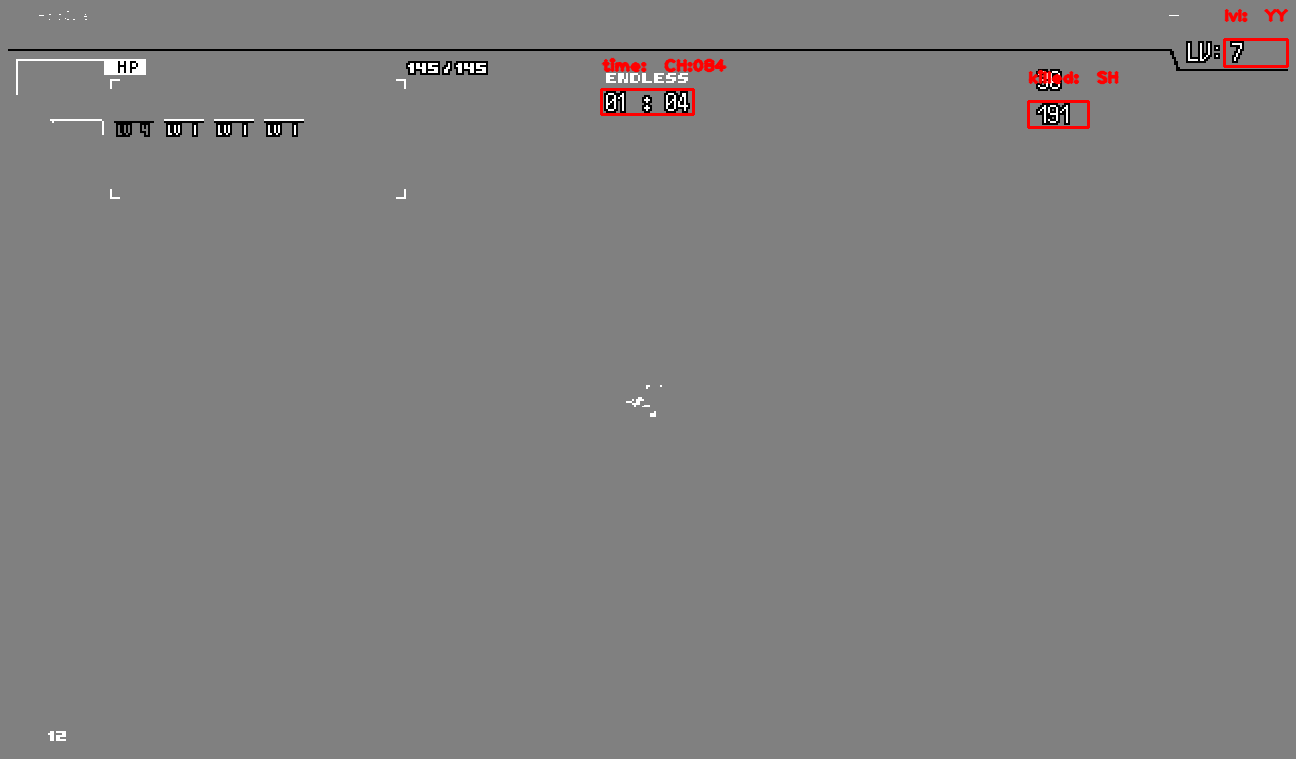 lvl: YY
LV: 7
HP
145/145
time: CH:084
ENDLESS
killed: SH
01 : 04
191
LV 4 LV 1 LV 1 LV 1
12